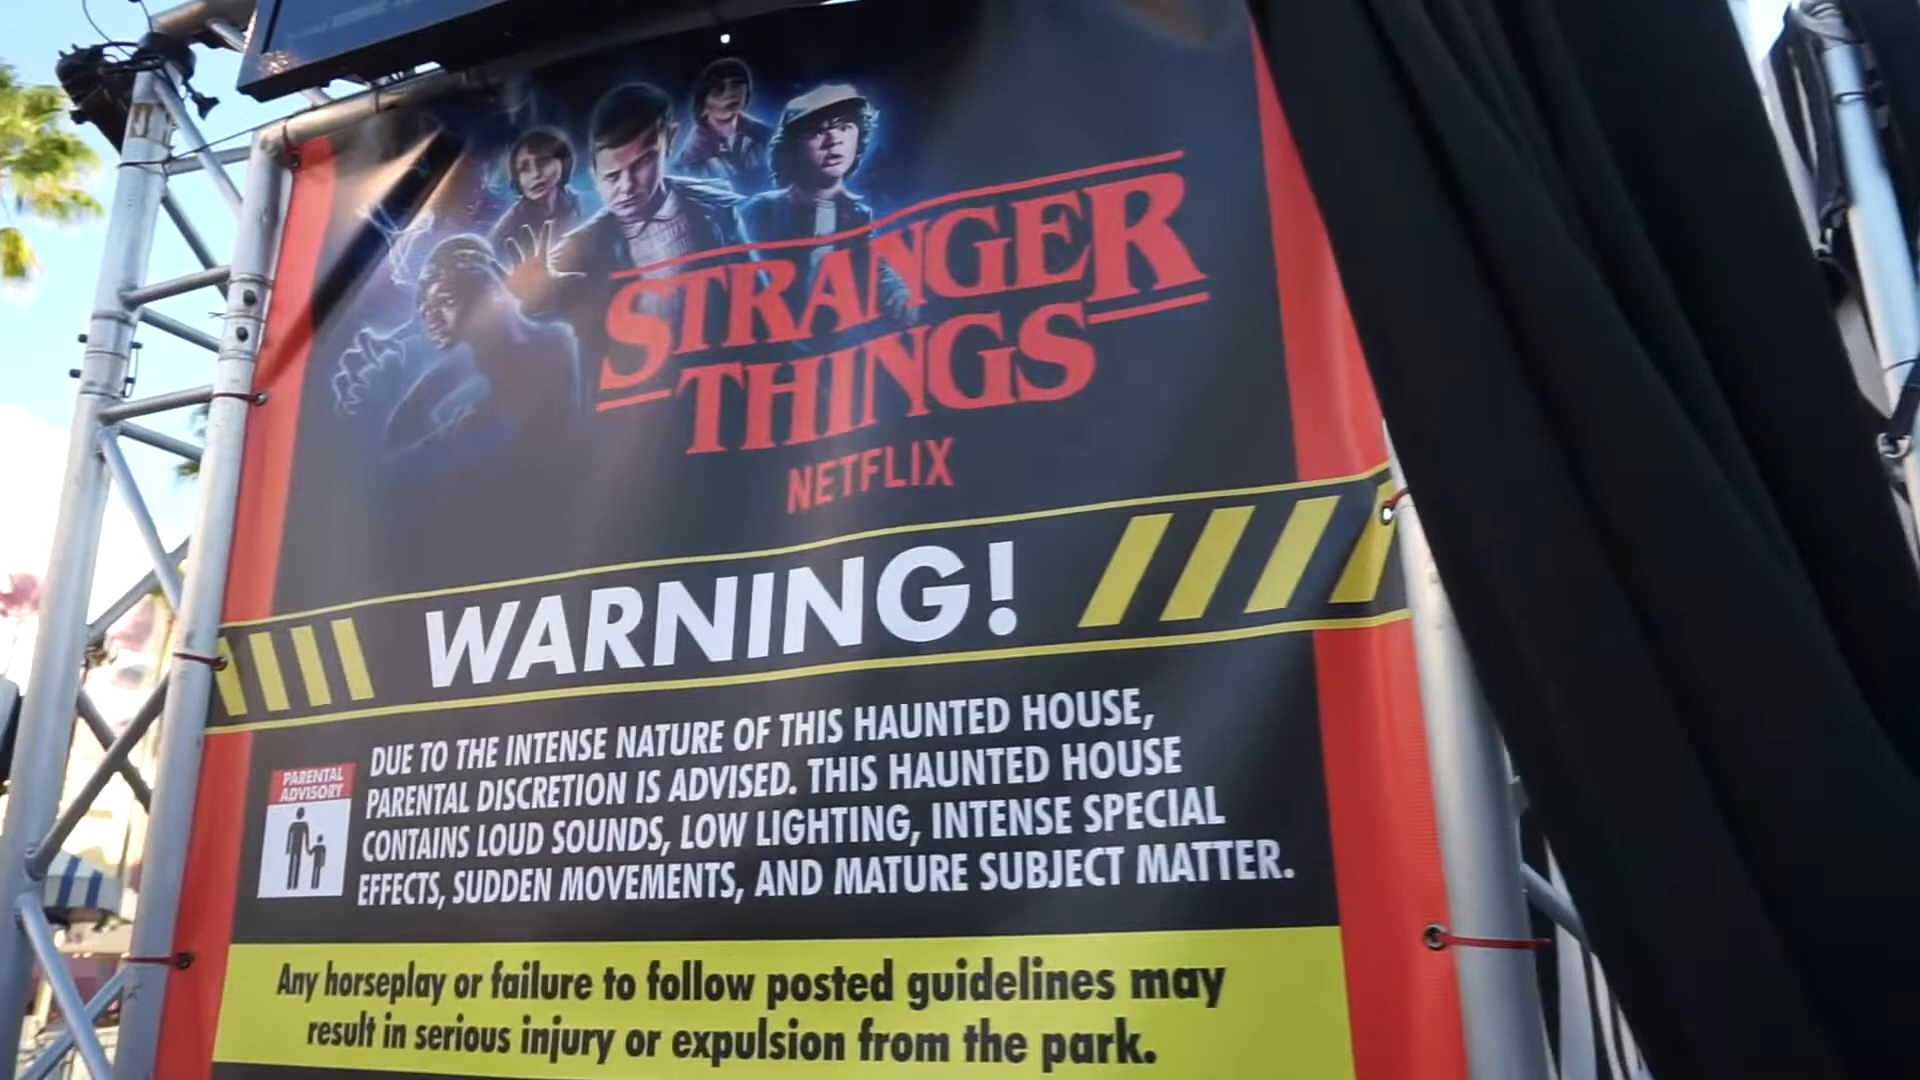 STRANGER
THINGS
NETFLIX
WARNING!
PARENTAL
ADVISORY
DUE TO THE INTENSE NATURE OF THIS HAUNTED HOUSE,
PARENTAL DISCRETION IS ADVISED. THIS HAUNTED HOUSE
CONTAINS LOUD SOUNDS, LOW LIGHTING, INTENSE SPECIAL
EFFECTS, SUDDEN MOVEMENTS, AND MATURE SUBJECT MATTER.
Any horseplay or failure to follow posted guidelines may
result in serious injury or expulsion from the park.